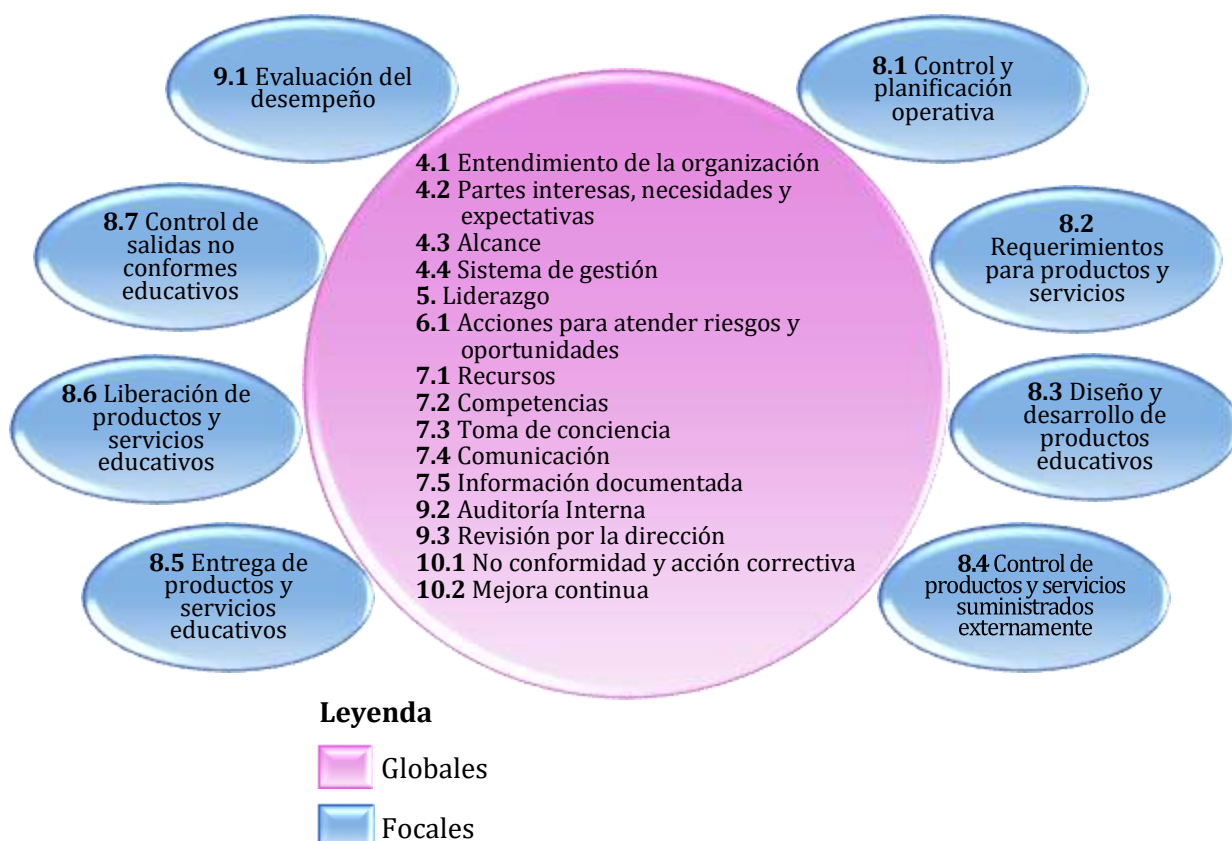 9.1 Evaluación del
desempeño
8.1 Control y
planificación
operativa
4.1 Entendimiento de la organización
4.2 Partes interesas, necesidades y
expectativas
4.3 Alcance
4.4 Sistema de gestión
5. Liderazgo
6.1 Acciones para atender riesgos y
oportunidades
7.1 Recursos
7.2 Competencias
7.3 Toma de conciencia
7.4 Comunicación
7.5 Información documentada
9.2 Auditoría Interna
9.3 Revisión por la dirección
10.1 No conformidad y acción correctiva
10.2 Mejora continua
8.7 Control de
salidas no
conformes
educativos
8.2
Requerimientos
para productos y
servicios
8.6 Liberación de
productos y
servicios
educativos
8.3 Diseño y
desarrollo de
productos
educativos
8.5 Entrega de
productos y
servicios
educativos
8.4 Control de
productos y servicios
suministrados
externamente
Leyenda
Globales
Focales